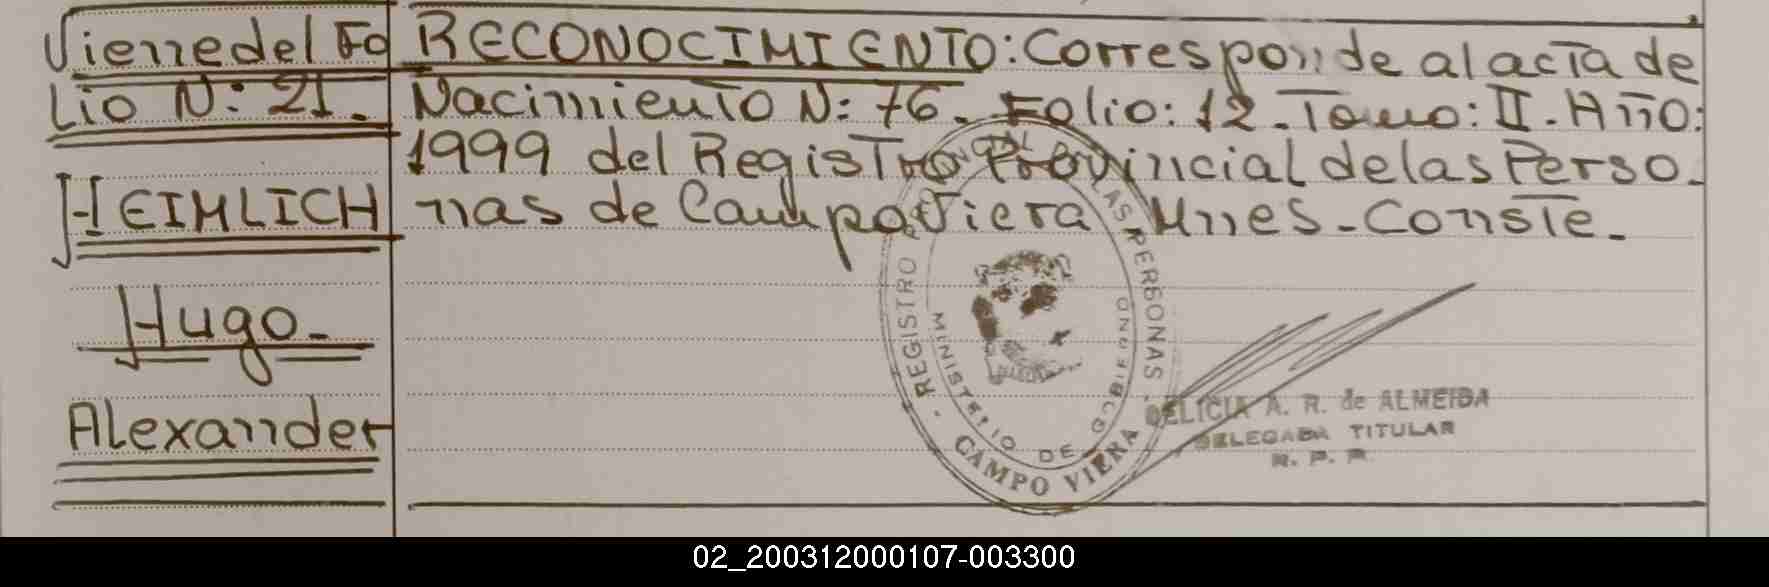 Vienedel Fo
Lio N: 21.
HEIMLICH
Hugo-
Alexander
RECONOCIMIENTO: Corresponde al acta de
Nacimiento N: 76. Folio: 12. Tomo: II. Año:
1999 del Registro Provincial de las Perso-
nas de Campo Viera - Mnes. - Conste.-
REGISTRO PROVINCIAL DE LAS PERSONAS
MINISTERIO DE GOBIERNO
CAMPO VIERA
DELICIA A. R. de ALMEIDA
DELEGADA TITULAR
R. P. P.
02_200312000107-003300